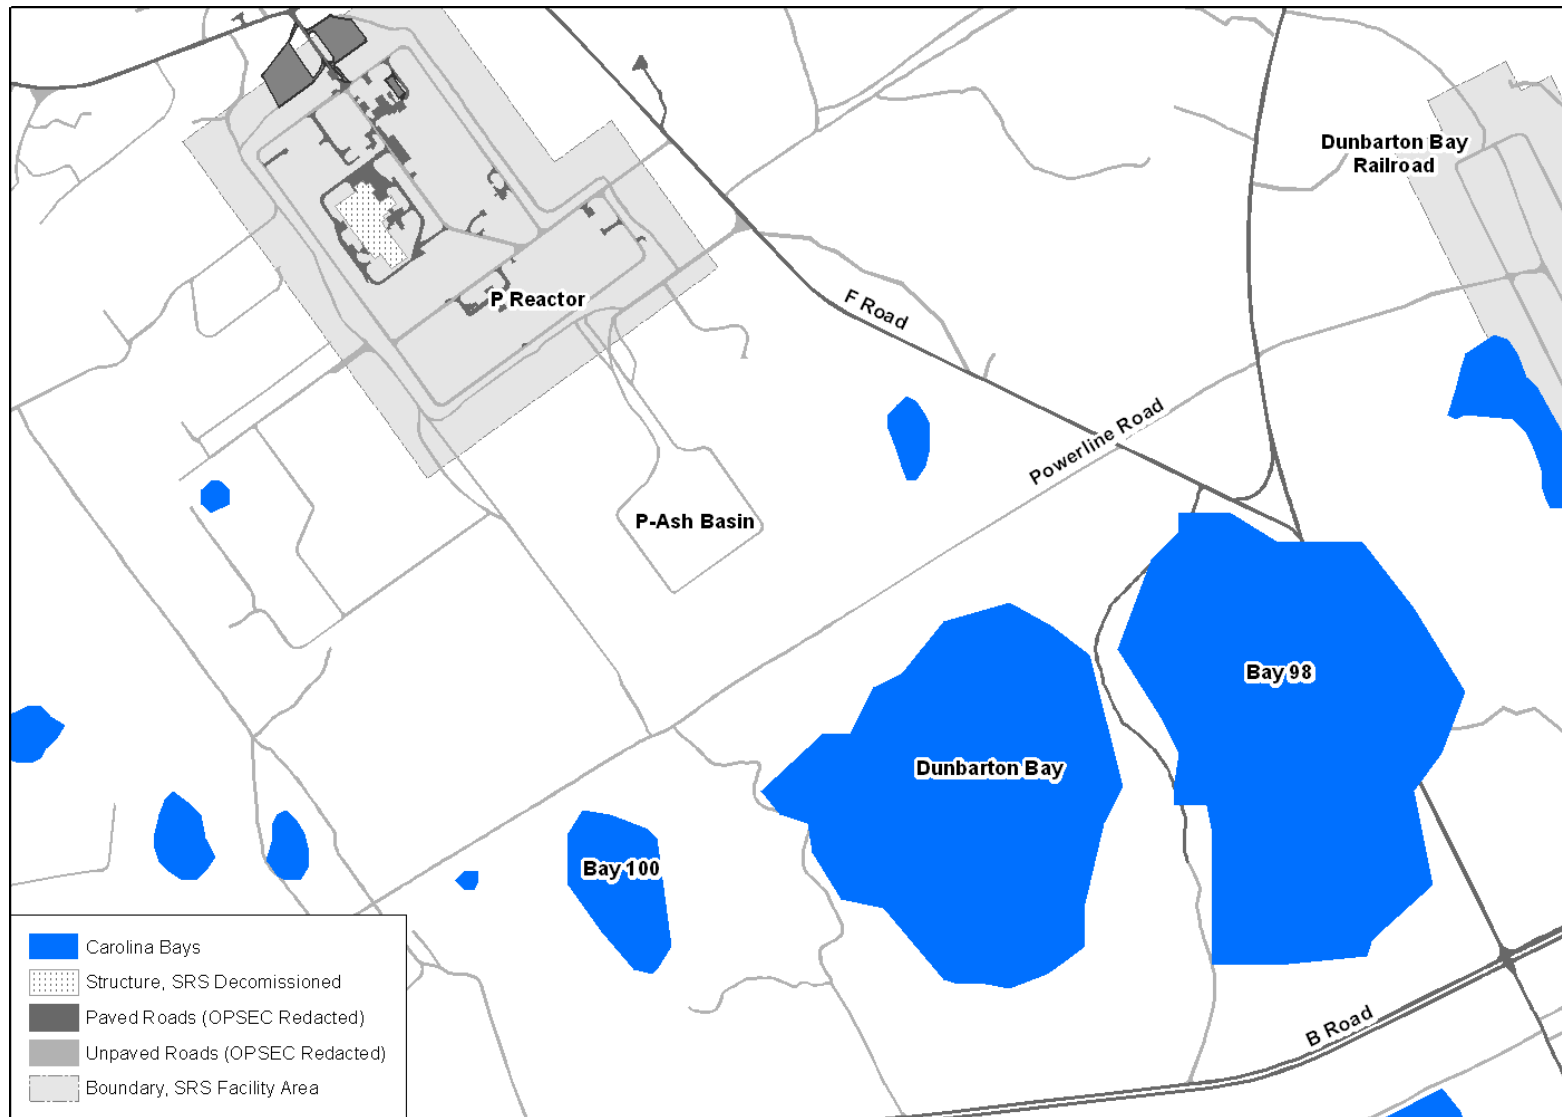 Dunbarton Bay
Railroad
P Reactor
F Road
Powerline Road
P-Ash Basin
Bay 98
Dunbarton Bay
Bay 100
B Road
Carolina Bays
Structure, SRS Decomissioned
Paved Roads (OPSEC Redacted)
Unpaved Roads (OPSEC Redacted)
Boundary, SRS Facility Area